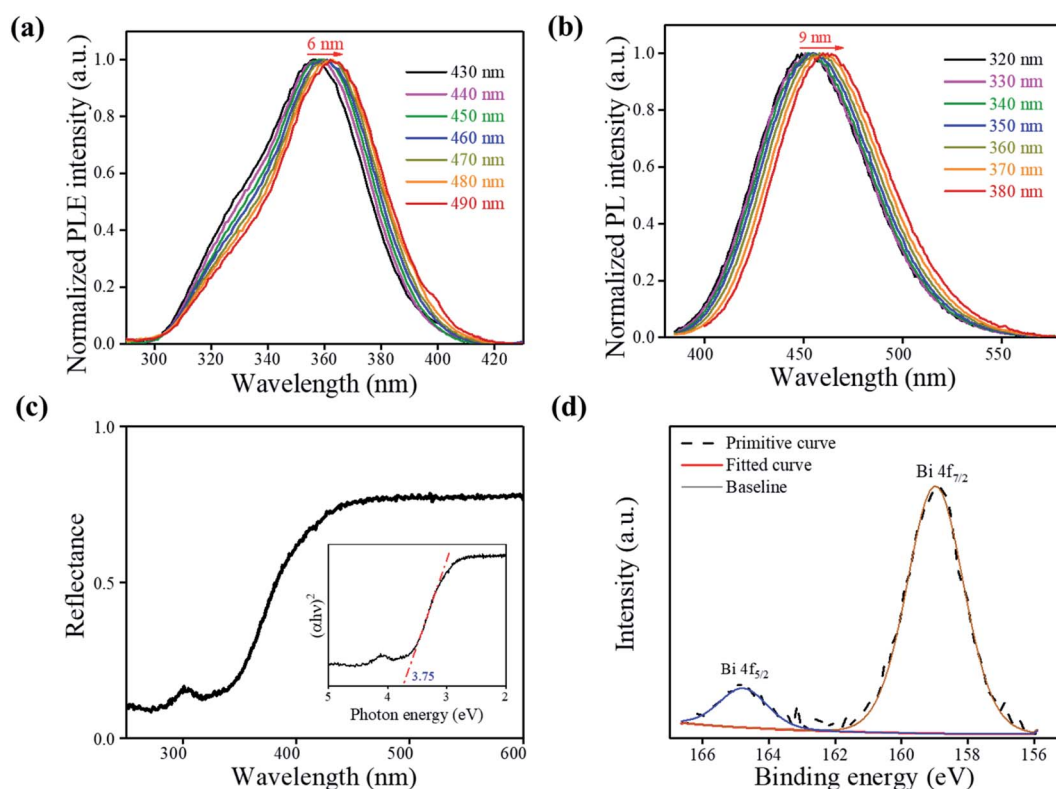 (a)
6 nm
430 nm
440 nm
450 nm
460 nm
470 nm
480 nm
490 nm
Normalized PLE intensity (a.u.)
1.0
0.8
0.6
0.4
0.2
0.0
300 320 340 360 380 400 420
Wavelength (nm)
(b)
9 nm
320 nm
330 nm
340 nm
350 nm
360 nm
370 nm
380 nm
Normalized PL intensity (a.u.)
1.0
0.8
0.6
0.4
0.2
0.0
400 450 500 550
Wavelength (nm)
(c)
Reflectance
1.0
0.5
0.0
300 400 500 600
Wavelength (nm)
(αhν)²
3.75
5 4 3 2
Photon energy (eV)
(d)
Primitive curve
Fitted curve
Baseline
Bi 4f₇/₂
Bi 4f₅/₂
Intensity (a.u.)
166 164 162 160 158 156
Binding energy (eV)